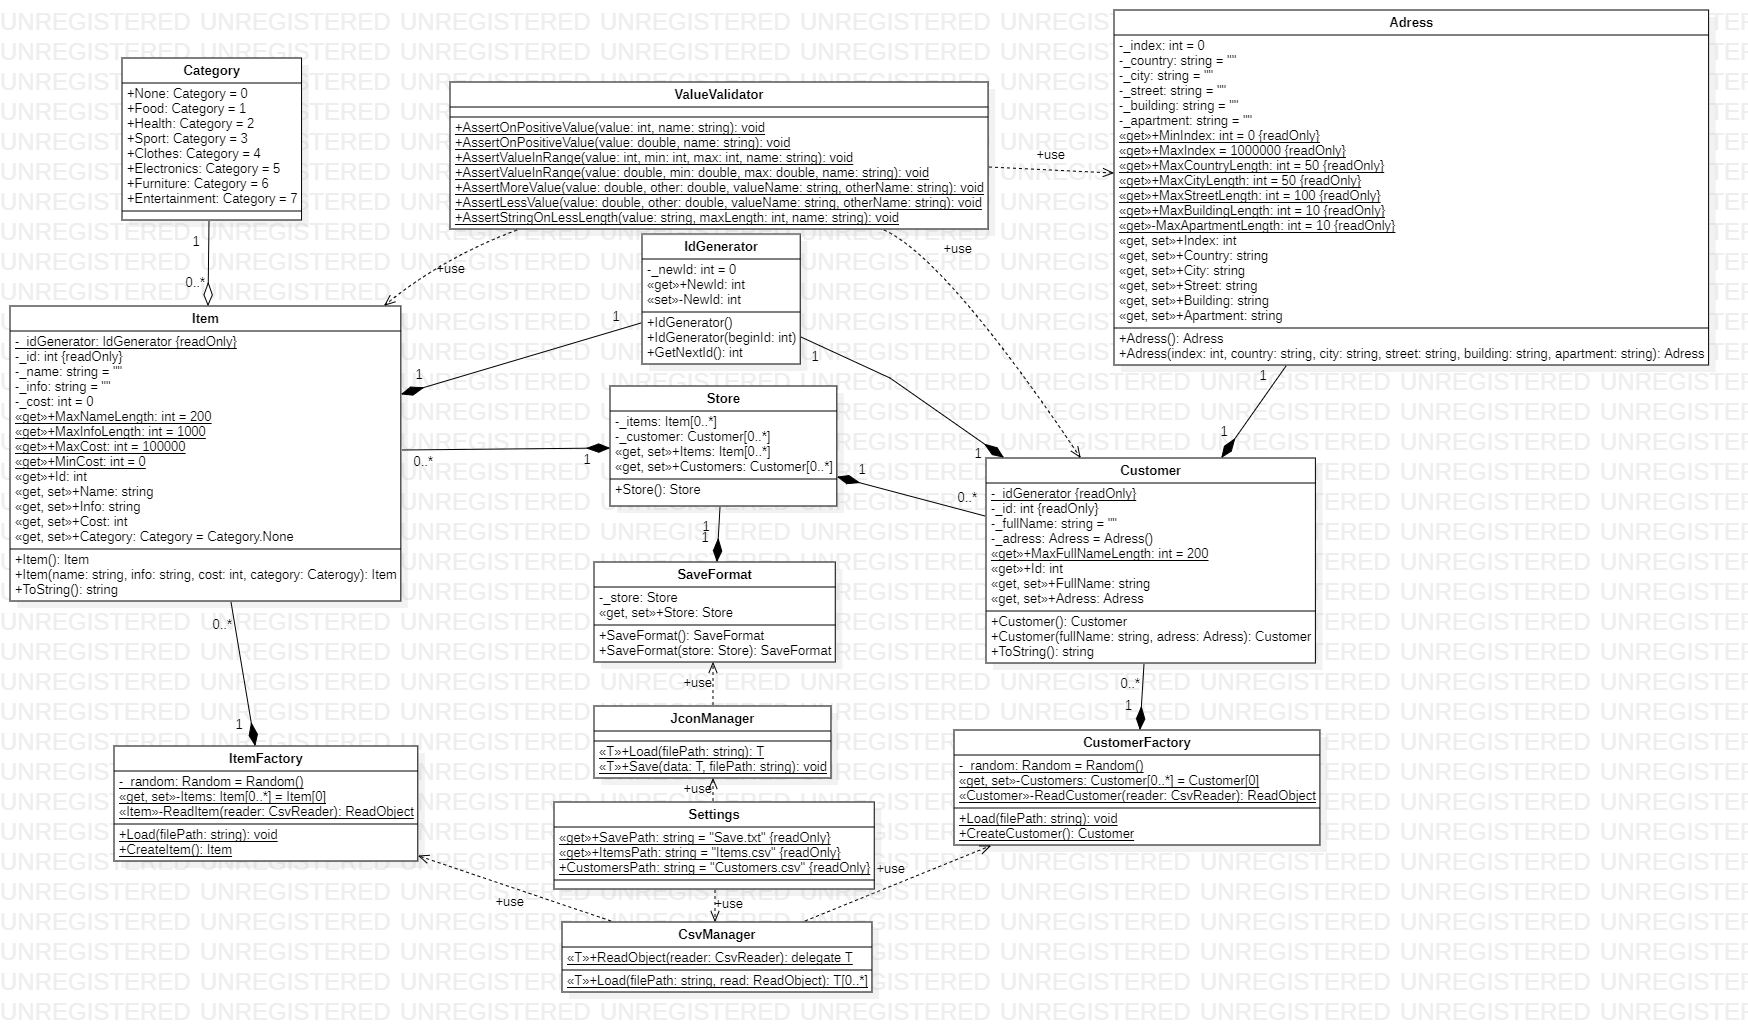 Category
+None: Category = 0
+Food: Category = 1
+Health: Category = 2
+Sport: Category = 3
+Clothes: Category = 4
+Electronics: Category = 5
+Furniture: Category = 6
+Entertainment: Category = 7
ValueValidator
+AssertOnPositiveValue(value: int, name: string): void
+AssertOnPositiveValue(value: double, name: string): void
+AssertValueInRange(value: int, min: int, max: int, name: string): void
+AssertValueInRange(value: double, min: double, max: double, name: string): void
+AssertMoreValue(value: double, other: double, valueName: string, otherName: string): void
+AssertLessValue(value: double, other: double, valueName: string, otherName: string): void
+AssertStringOnLessLength(value: string, maxLength: int, name: string): void
Adress
-_index: int = 0
-_country: string = ""
-_city: string = ""
-_street: string = ""
-_building: string = ""
-_apartment: string = ""
«get»+MinIndex: int = 0 {readOnly}
«get»+MaxIndex = 1000000 {readOnly}
«get»+MaxCountryLength: int = 50 {readOnly}
«get»+MaxCityLength: int = 50 {readOnly}
«get»+MaxStreetLength: int = 100 {readOnly}
«get»+MaxBuildingLength: int = 10 {readOnly}
«get»-MaxApartmentLength: int = 10 {readOnly}
«get, set»+Index: int
«get, set»+Country: string
«get, set»+City: string
«get, set»+Street: string
«get, set»+Building: string
«get, set»+Apartment: string
+Adress(): Adress
+Adress(index: int, country: string, city: string, street: string, building: string, apartment: string): Adress
+use
+use
+use
1
0..*
IdGenerator
-_newId: int = 0
«get»+NewId: int
«set»-NewId: int
+IdGenerator()
+IdGenerator(beginId: int)
+GetNextId(): int
1
1
1
1
1
1
Item
-_idGenerator: IdGenerator {readOnly}
-_id: int {readOnly}
-_name: string = ""
-_info: string = ""
-_cost: int = 0
«get»+MaxNameLength: int = 200
«get»+MaxInfoLength: int = 1000
«get»+MaxCost: int = 100000
«get»+MinCost: int = 0
«get»+Id: int
«get, set»+Name: string
«get, set»+Info: string
«get, set»+Cost: int
«get, set»+Category: Category = Category.None
+Item(): Item
+Item(name: string, info: string, cost: int, category: Caterogy): Item
+ToString(): string
Store
-_items: Item[0..*]
-_customer: Customer[0..*]
«get, set»+Items: Item[0..*]
«get, set»+Customers: Customer[0..*]
+Store(): Store
0..*
1
1
0..*
Customer
-_idGenerator {readOnly}
-_id: int {readOnly}
-_fullName: string = ""
-_adress: Adress = Adress()
«get»+MaxFullNameLength: int = 200
«get»+Id: int
«get, set»+FullName: string
«get, set»+Adress: Adress
+Customer(): Customer
+Customer(fullName: string, adress: Adress): Customer
+ToString(): string
1
1
SaveFormat
-_store: Store
«get, set»+Store: Store
+SaveFormat(): SaveFormat
+SaveFormat(store: Store): SaveFormat
0..*
1
+use
0..*
1
JconManager
«T»+Load(filePath: string): T
«T»+Save(data: T, filePath: string): void
+use
ItemFactory
-_random: Random = Random()
«get, set»-Items: Item[0..*] = Item[0]
«Item»-ReadItem(reader: CsvReader): ReadObject
+Load(filePath: string): void
+CreateItem(): Item
CustomerFactory
-_random: Random = Random()
«get, set»-Customers: Customer[0..*] = Customer[0]
«Customer»-ReadCustomer(reader: CsvReader): ReadObject
+Load(filePath: string): void
+CreateCustomer(): Customer
Settings
«get»+SavePath: string = "Save.txt" {readOnly}
«get»+ItemsPath: string = "Items.csv" {readOnly}
+CustomersPath: string = "Customers.csv" {readOnly}
+use
+use
+use
CsvManager
«T»+ReadObject(reader: CsvReader): delegate T
«T»+Load(filePath: string, read: ReadObject): T[0..*]
UNREGISTERED